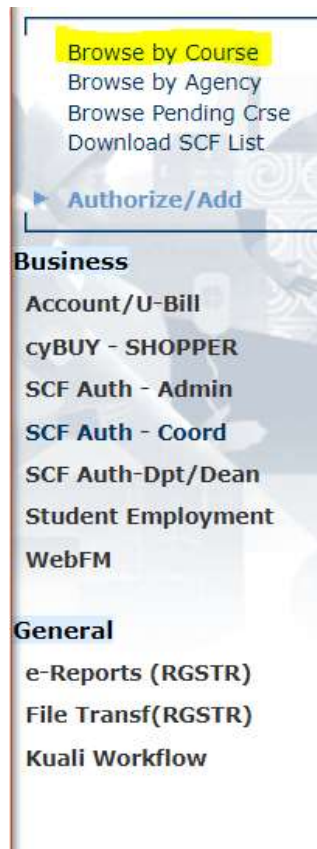 Browse by Course
Browse by Agency
Browse Pending Crse
Download SCF List
Authorize/Add
Business
Account/U-Bill
cyBUY - SHOPPER
SCF Auth - Admin
SCF Auth - Coord
SCF Auth-Dpt/Dean
Student Employment
WebFM
General
e-Reports (RGSTR)
File Transf(RGSTR)
Kuali Workflow